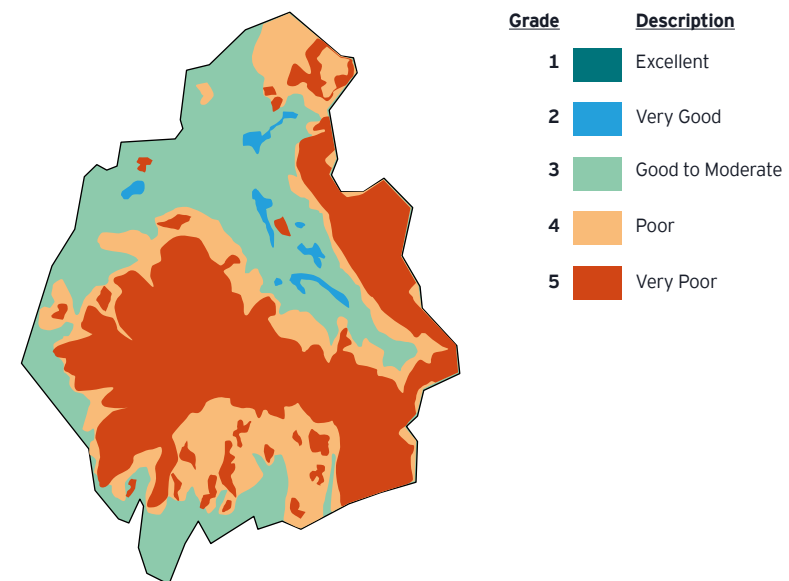 Grade Description
1 Excellent
2 Very Good
3 Good to Moderate
4 Poor
5 Very Poor